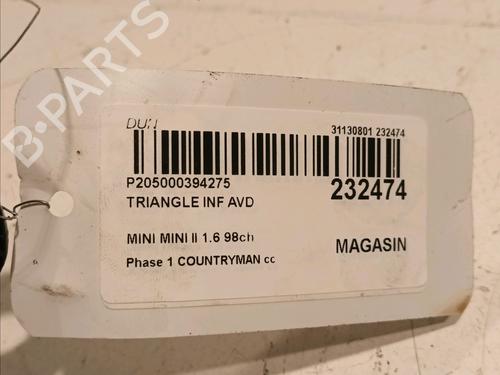 B-PARTS
31130801 232474
P205000394275
232474
TRIANGLE INF AVD
MINI MINI II 1.6 98ch
MAGASIN
Phase 1 COUNTRYMAN cc